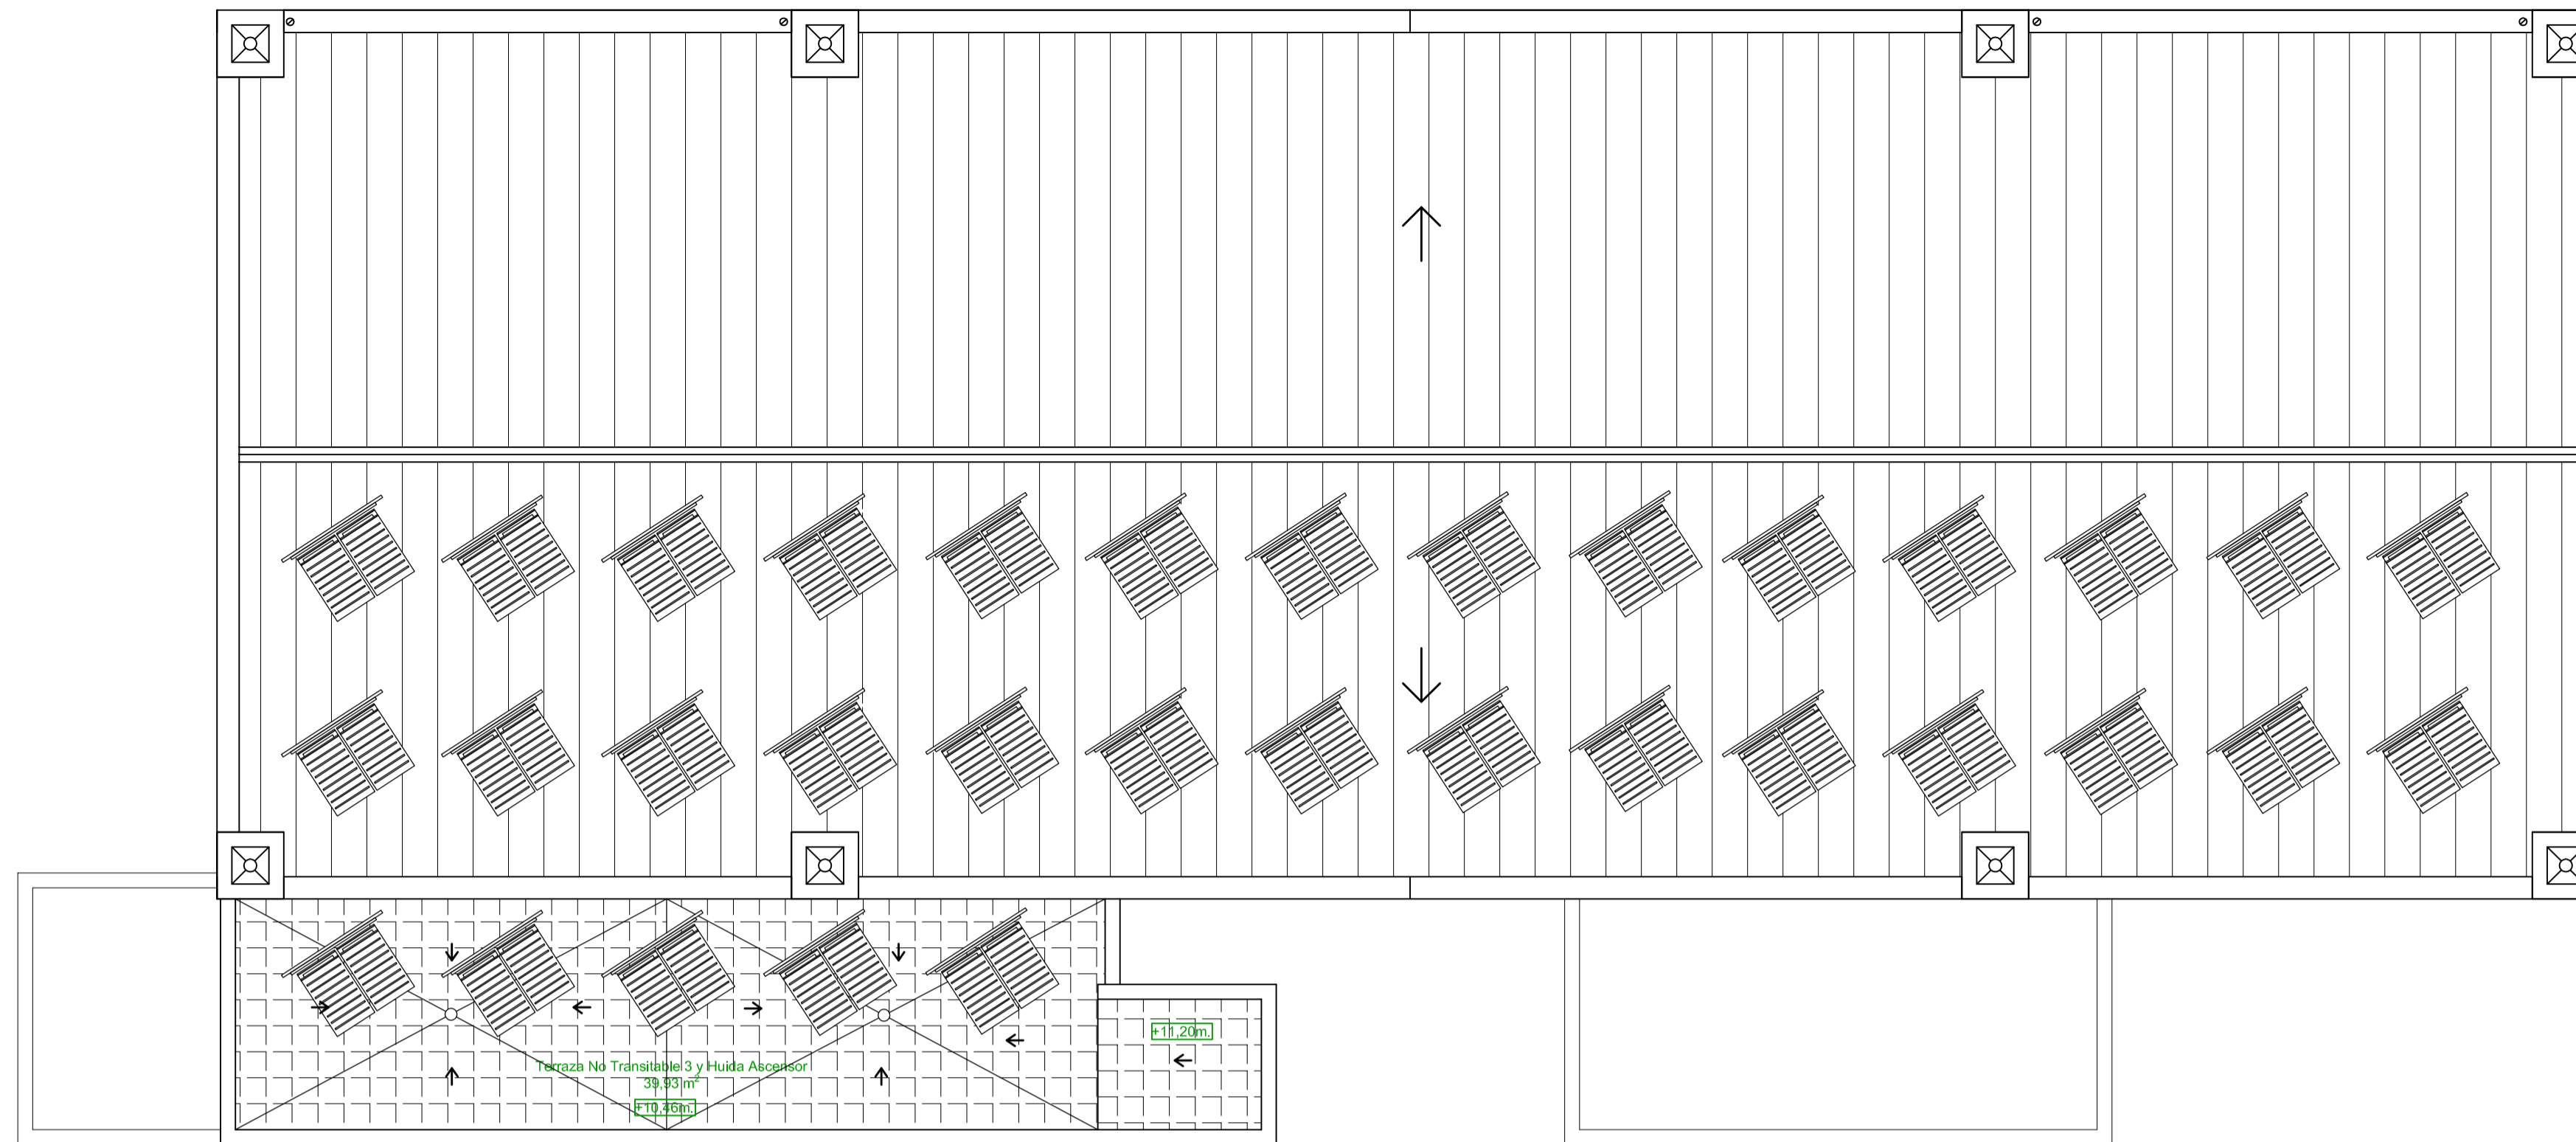 +11,20m.
Terraza No Transitable 3 y Huida Ascensor
39,93 m²
+10,46m.